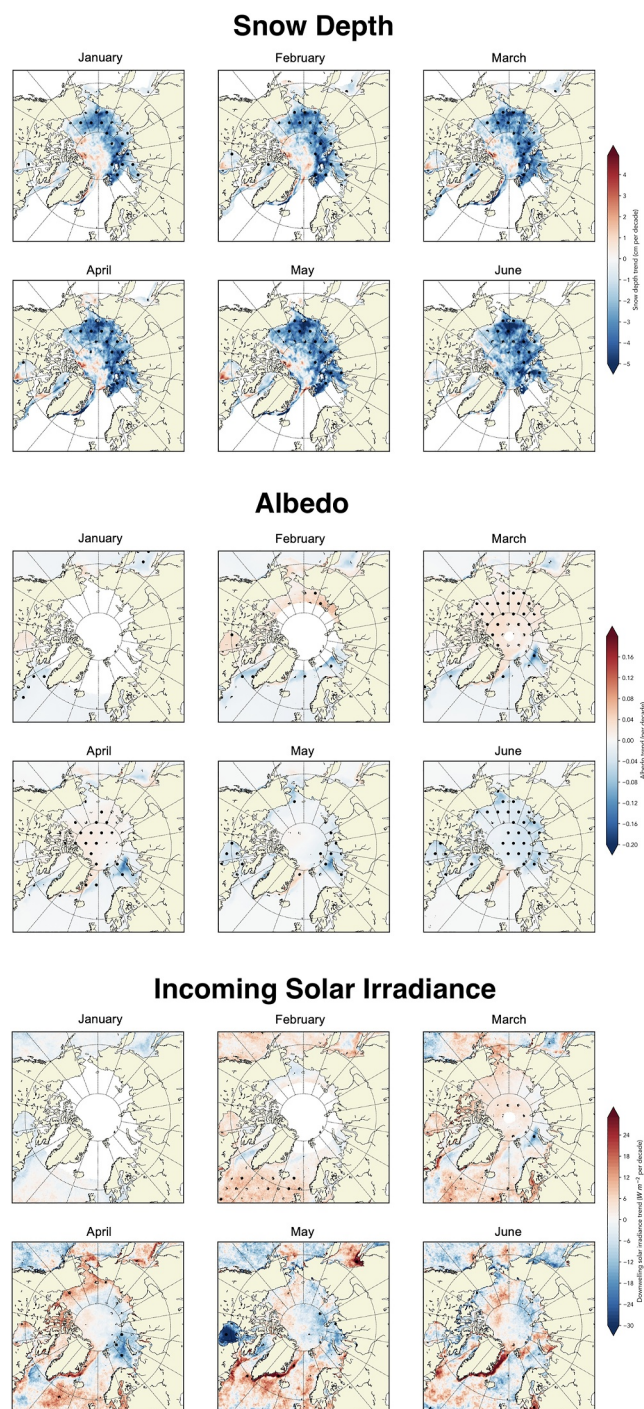 Snow Depth
January
February
March
4
3
2
1
0
−1
−2
−3
−4
−5
Snow depth trend (cm per decade)
April
May
June
Albedo
January
February
March
0.16
0.12
0.08
0.04
0.00
−0.04
−0.08
−0.12
−0.16
−0.20
Albedo trend (per decade)
April
May
June
Incoming Solar Irradiance
January
February
March
24
18
12
6
0
−6
−12
−18
−24
−30
Downwelling solar irradiance trend (W m⁻² per decade)
April
May
June